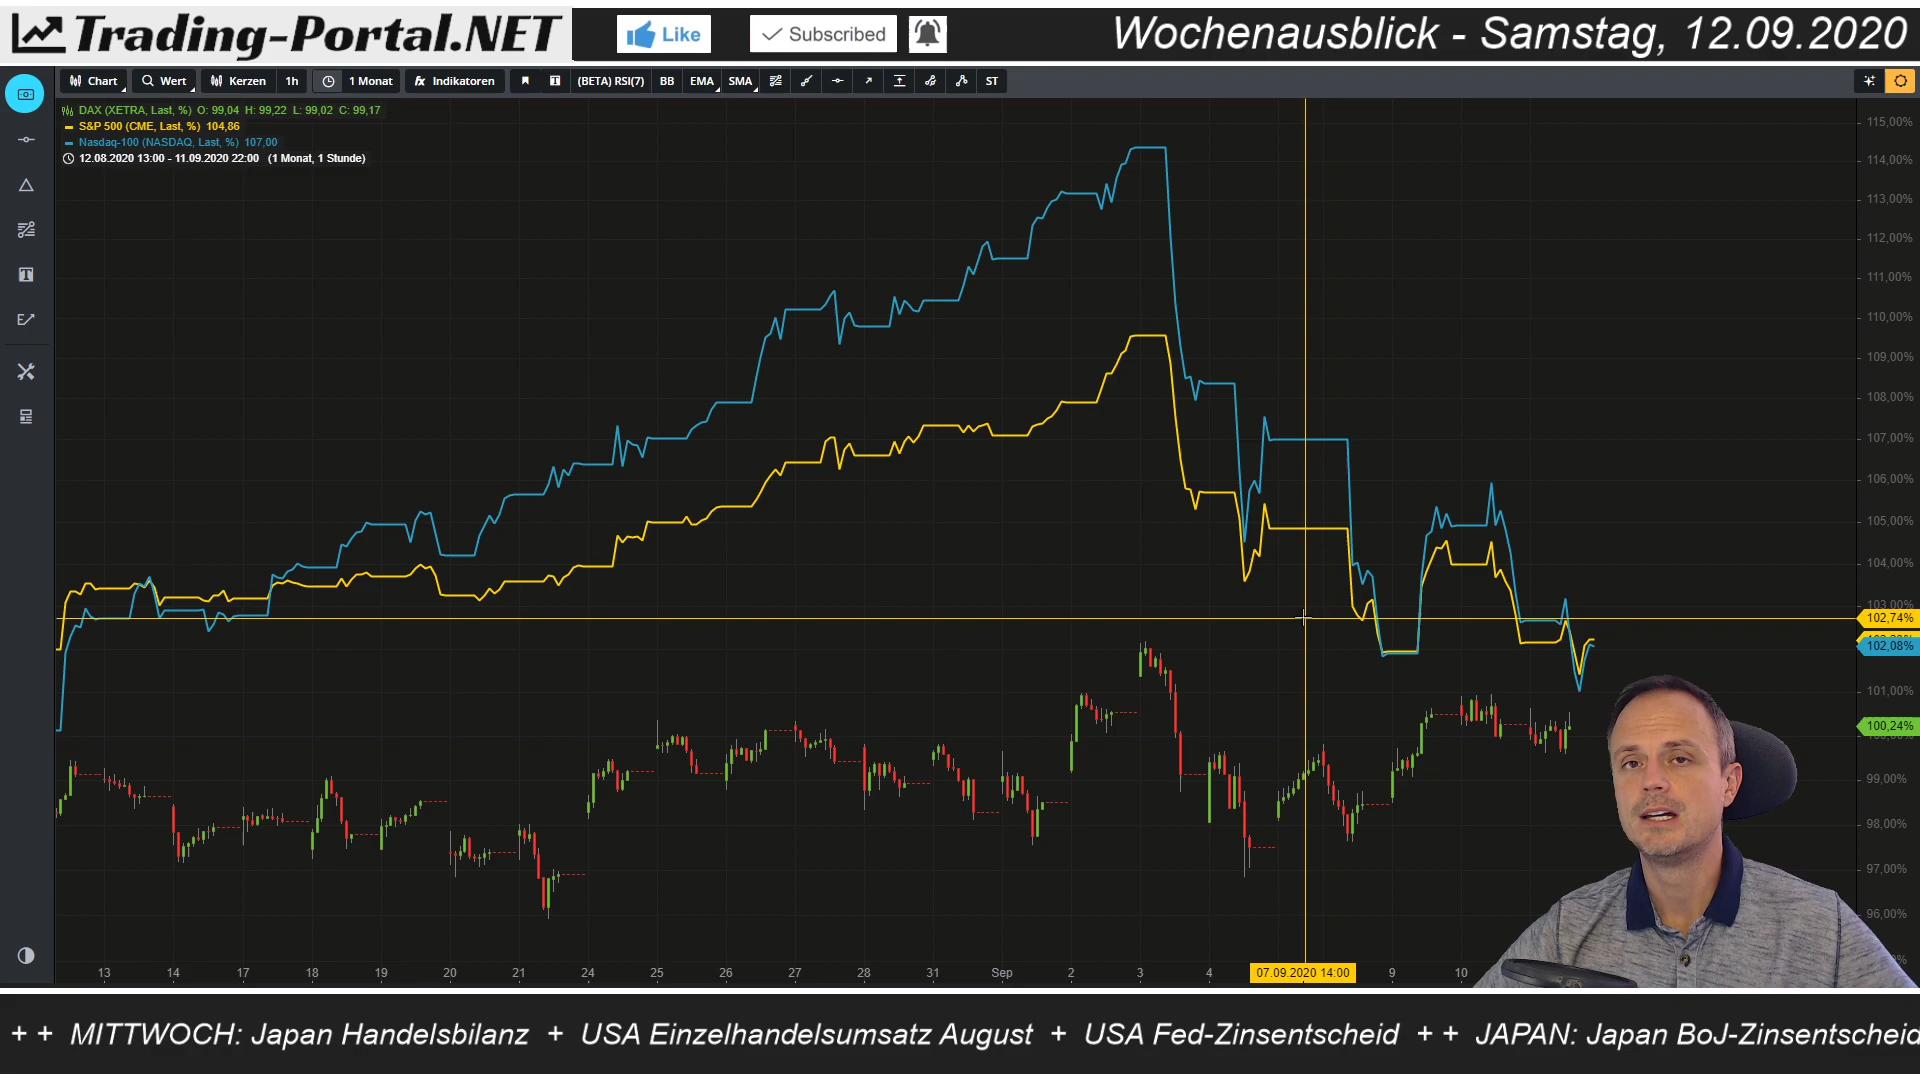 Trading-Portal.NET
Like
Subscribed
Wochenausblick - Samstag, 12.09.2020
Chart
Wert
Kerzen
1h
1 Monat
fx Indikatoren
T
(BETA) RSI(7)
BB
EMA
SMA
ST
DAX (XETRA, Last, %) O: 99,04 H: 99,22 L: 99,02 C: 99,17
S&P 500 (CME, Last, %) 104,86
Nasdaq-100 (NASDAQ, Last, %) 107,00
12.08.2020 13:00 - 11.09.2020 22:00 (1 Monat, 1 Stunde)
T
E
115,00%
114,00%
113,00%
112,00%
111,00%
110,00%
109,00%
108,00%
107,00%
106,00%
105,00%
104,00%
103,00%
102,74%
102,08%
101,00%
100,24%
99,00%
98,00%
97,00%
96,00%
13 14 17 18 19 20 21 24 25 26 27 28 31 Sep 2 3 4 07.09.2020 14:00 9 10
+ + MITTWOCH: Japan Handelsbilanz + USA Einzelhandelsumsatz August + USA Fed-Zinsentscheid + + JAPAN: Japan BoJ-Zinsentscheid